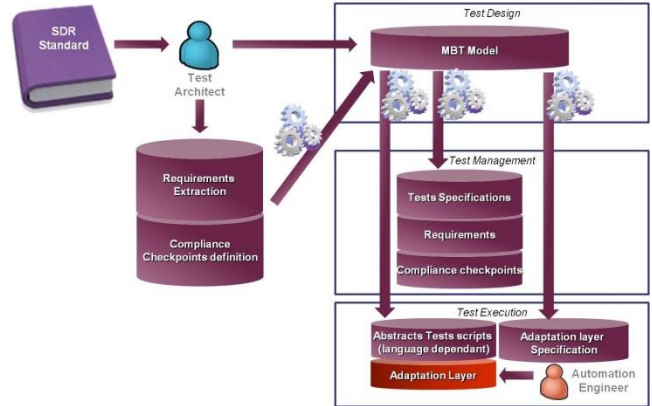 SDR
Standard
Test
Architect
Requirements
Extraction
Compliance
Checkpoints definition
Test Design
MBT Model
Test Management
Tests Specifications
Requirements
Compliance checkpoints
Test Execution
Abstracts Tests scripts
(language dependant)
Adaptation Layer
Adaptation layer
Specification
Automation
Engineer